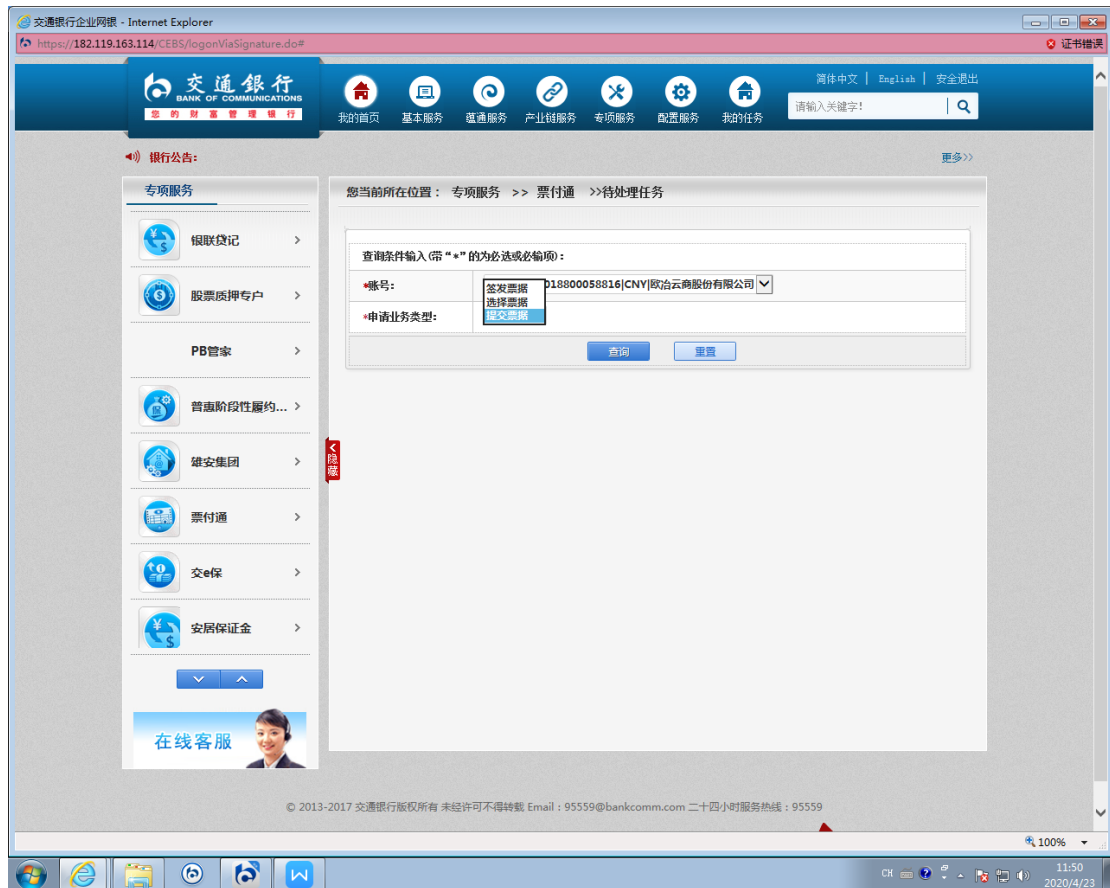 交通银行企业网银 - Internet Explorer
https://182.119.163.114/CEBS/logonViaSignature.do#
证书错误
交通銀行
BANK OF COMMUNICATIONS
您的财富管理银行
我的首页
基本服务
蕴通服务
产业链服务
专项服务
配置服务
我的任务
简体中文 | English | 安全退出
请输入关键字!
银行公告:
更多>>
专项服务
银联贷记
股票质押专户
PB管家
普惠阶段性履约...
雄安集团
票付通
交e保
安居保证金
在线客服
隐藏
您当前所在位置： 专项服务 >> 票付通 >>待处理任务
查询条件输入(带“*”的为必选或必输项)：
*账号:
018800058816|CNY|欧冶云商股份有限公司
*申请业务类型:
签发票据
选择票据
提交票据
查询
重置
© 2013-2017 交通银行版权所有 未经许可不得转载 Email : 95559@bankcomm.com 二十四小时服务热线 : 95559
100%
CH
11:50
2020/4/23